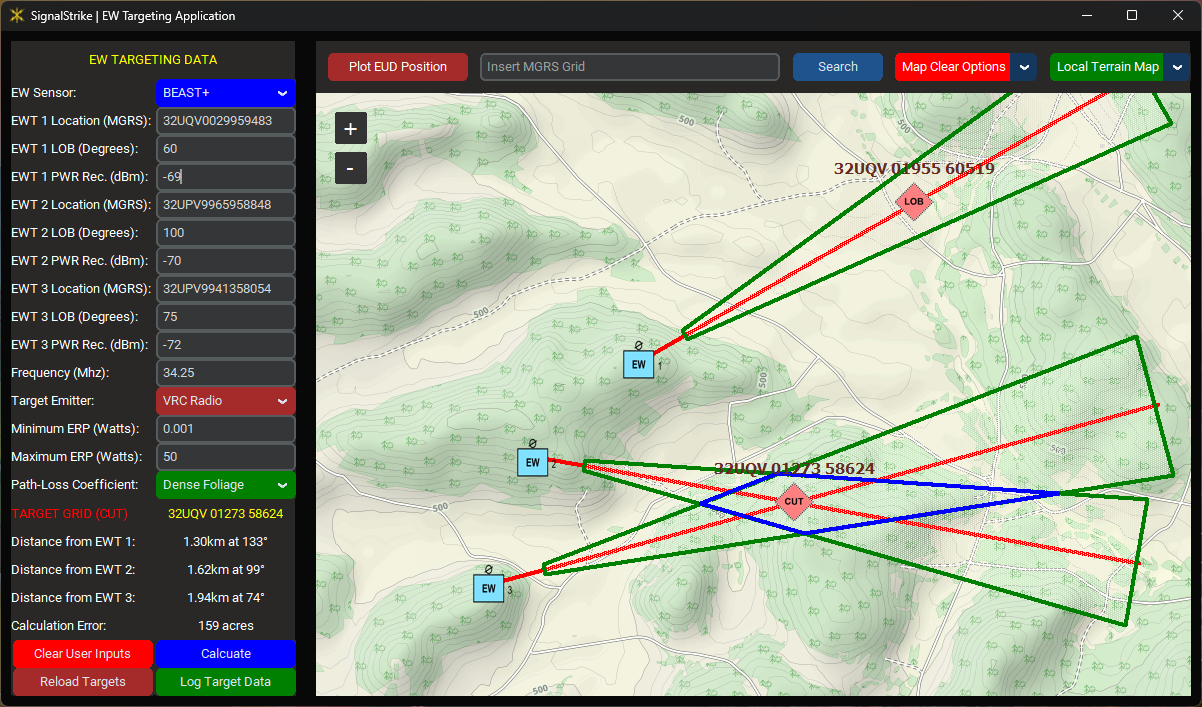 SignalStrike | EW Targeting Application
EW TARGETING DATA
EW Sensor: BEAST+
EWT 1 Location (MGRS): 32UQV0029959483
EWT 1 LOB (Degrees): 60
EWT 1 PWR Rec. (dBm): -69
EWT 2 Location (MGRS): 32UPV9965958848
EWT 2 LOB (Degrees): 100
EWT 2 PWR Rec. (dBm): -70
EWT 3 Location (MGRS): 32UPV9941358054
EWT 3 LOB (Degrees): 75
EWT 3 PWR Rec. (dBm): -72
Frequency (Mhz): 34.25
Target Emitter: VRC Radio
Minimum ERP (Watts): 0.001
Maximum ERP (Watts): 50
Path-Loss Coefficient: Dense Foliage
TARGET GRID (CUT) 32UQV 01273 58624
Distance from EWT 1: 1.30km at 133°
Distance from EWT 2: 1.62km at 99°
Distance from EWT 3: 1.94km at 74°
Calculation Error: 159 acres
Clear User Inputs Calcuate
Reload Targets Log Target Data
Plot EUD Position Insert MGRS Grid Search Map Clear Options Local Terrain Map
+
-
500
500
32UQV 01955 60519
LOB
500
Ø
EW 1
5003
500
Ø
EW 2
32UQV 01273 58624
500
CUT
500
Ø
EW 3
500